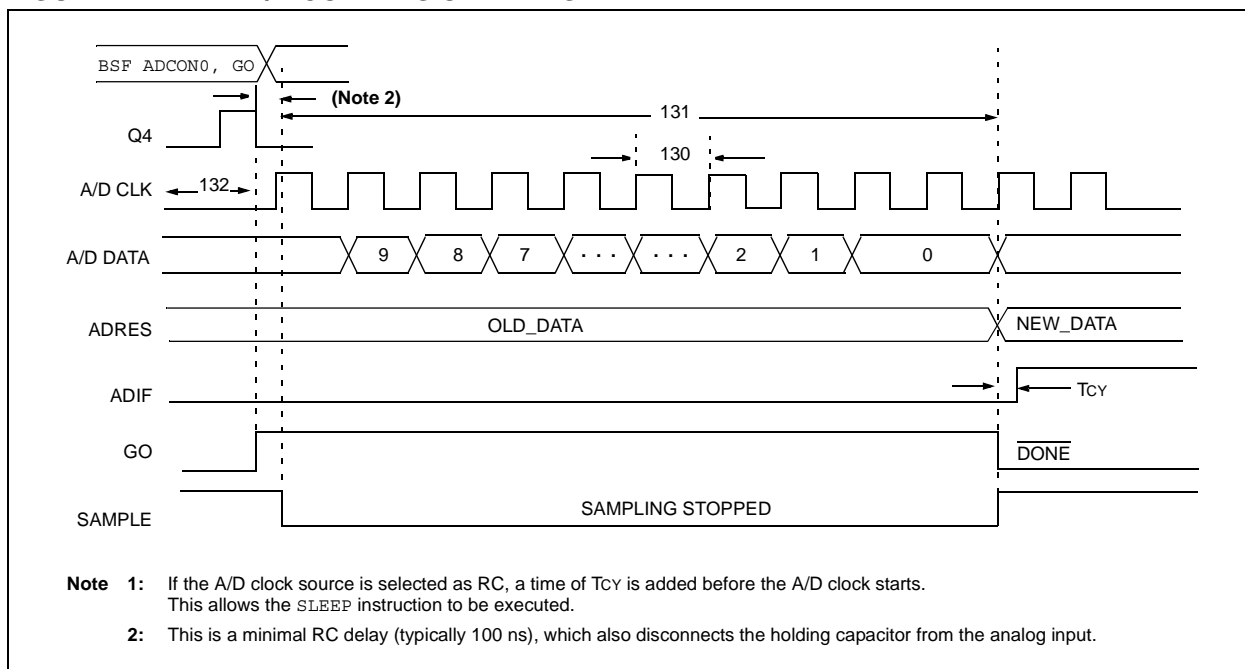 BSF ADCON0, GO
(Note 2)
131
Q4
130
A/D CLK
132
A/D DATA
9 8 7 . . . . . . 2 1 0
ADRES
OLD_DATA
NEW_DATA
ADIF
TCY
GO
DONE
SAMPLE
SAMPLING STOPPED
Note 1: If the A/D clock source is selected as RC, a time of TCY is added before the A/D clock starts.
This allows the SLEEP instruction to be executed.
2: This is a minimal RC delay (typically 100 ns), which also disconnects the holding capacitor from the analog input.